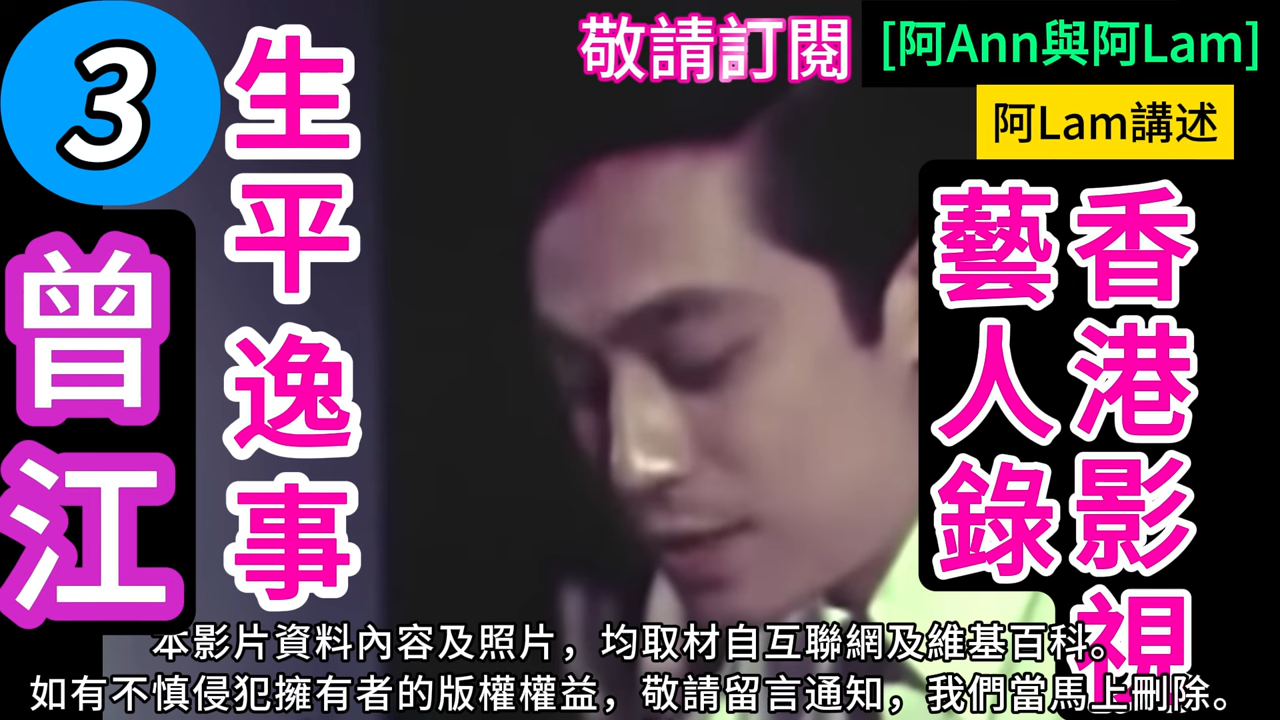 3
曾江
生平逸事
敬請訂閱
[阿Ann與阿Lam]
阿Lam講述
香港影視
藝人錄
本影片資料內容及照片，均取材自互聯網及維基百科。
如有不慎侵犯擁有者的版權權益，敬請留言通知，我們當馬上刪除。